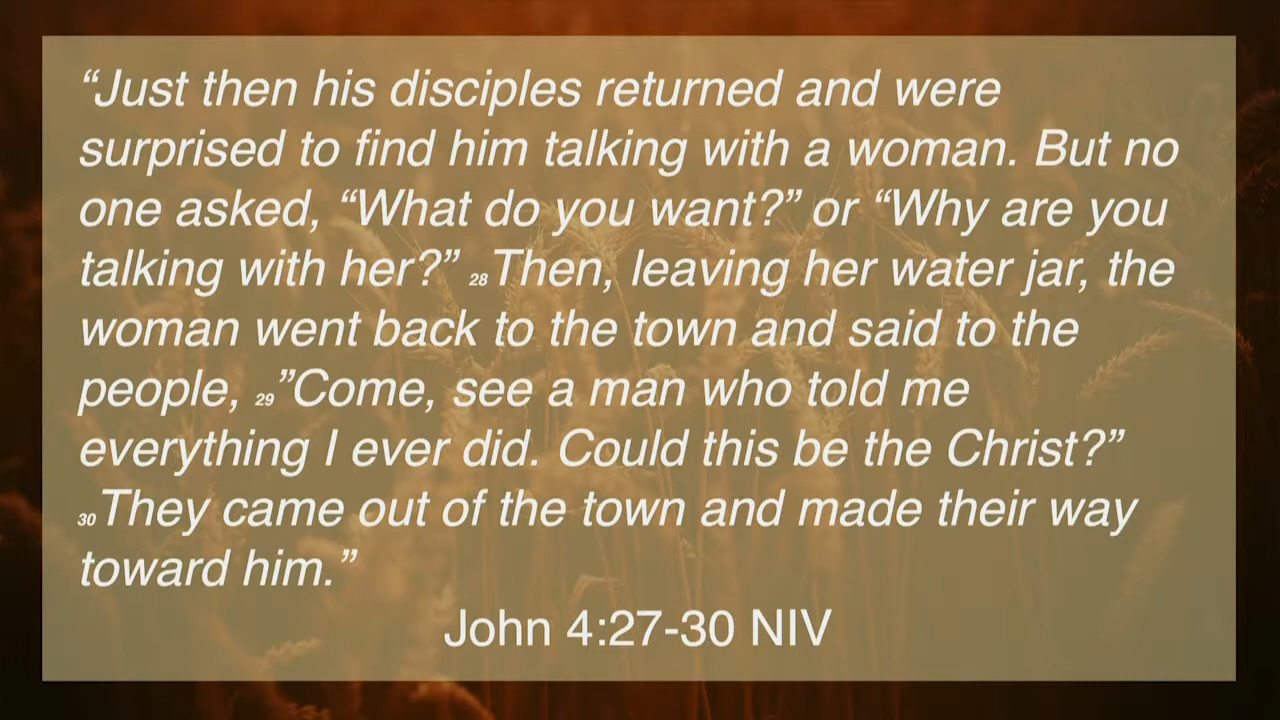 “Just then his disciples returned and were
surprised to find him talking with a woman. But no
one asked, “What do you want?” or “Why are you
talking with her?” 28 Then, leaving her water jar, the
woman went back to the town and said to the
people, 29 ”Come, see a man who told me
everything I ever did. Could this be the Christ?”
30 They came out of the town and made their way
toward him.”
John 4:27-30 NIV